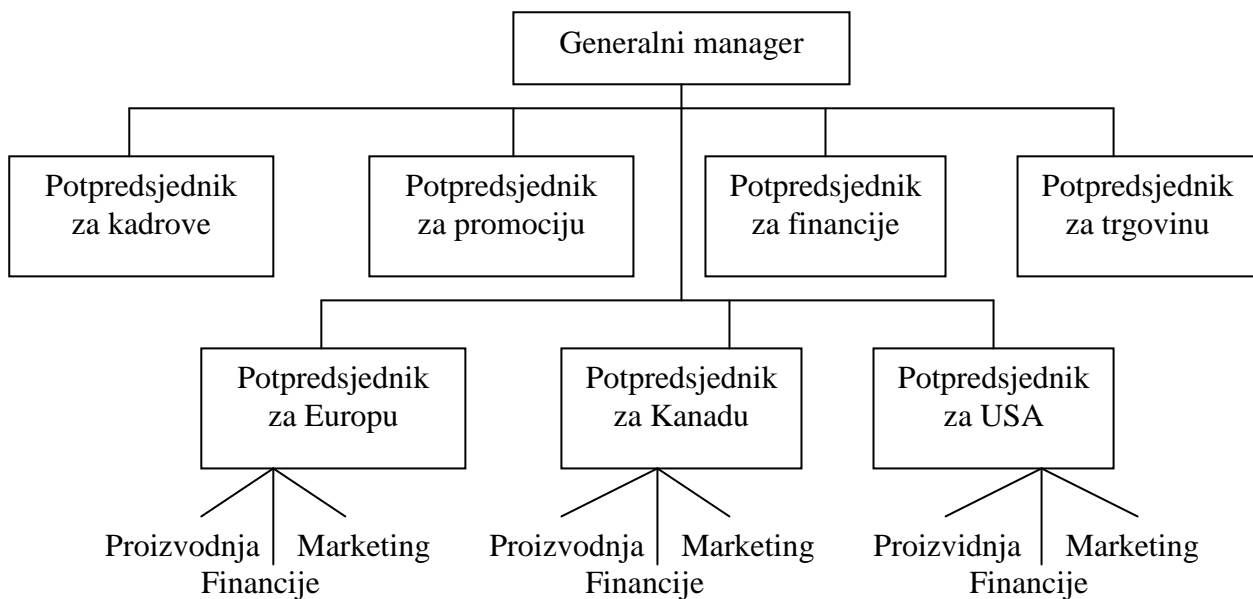 Generalni manager
Potpredsjednik
za kadrove
Potpredsjednik
za promociju
Potpredsjednik
za financije
Potpredsjednik
za trgovinu
Potpredsjednik
za Europu
Potpredsjednik
za Kanadu
Potpredsjednik
za USA
Proizvodnja Marketing
Financije
Proizvodnja Marketing
Financije
Proizvidnja Marketing
Financije